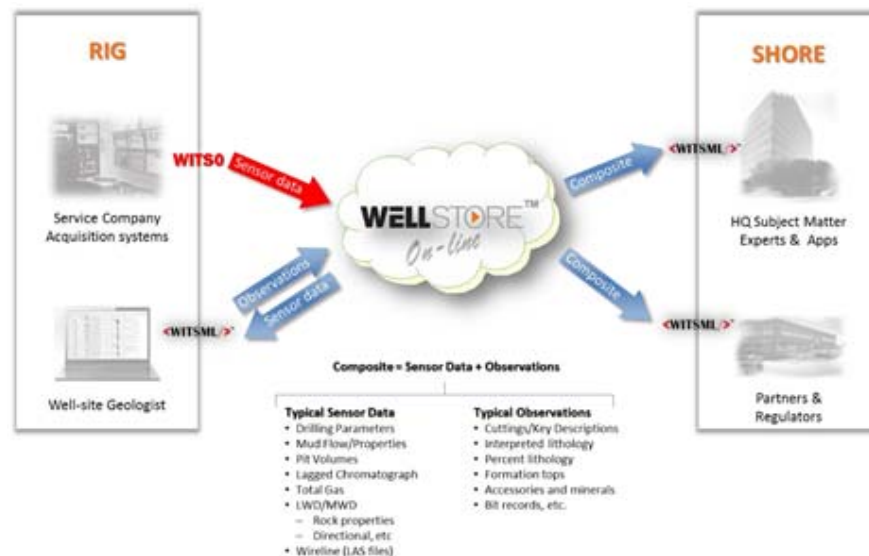 RIG
WITS0
Sensor data
Service Company
Acquisition systems
Observations
Sensor data
<WITSML/>™
Well-site Geologist
WELLSTORE™
On-line
SHORE
Composite
<WITSML/>™
HQ Subject Matter
Experts & Apps
Composite
<WITSML/>™
Partners &
Regulators
Composite = Sensor Data + Observations
Typical Sensor Data
• Drilling Parameters
• Mud Flow/Properties
• Pit Volumes
• Lagged Chromatograph
• Total Gas
• LWD/MWD
– Rock properties
– Directional, etc
• Wireline (LAS files)
Typical Observations
• Cuttings/Key Descriptions
• Interpreted lithology
• Percent lithology
• Formation tops
• Accessories and minerals
• Bit records, etc.